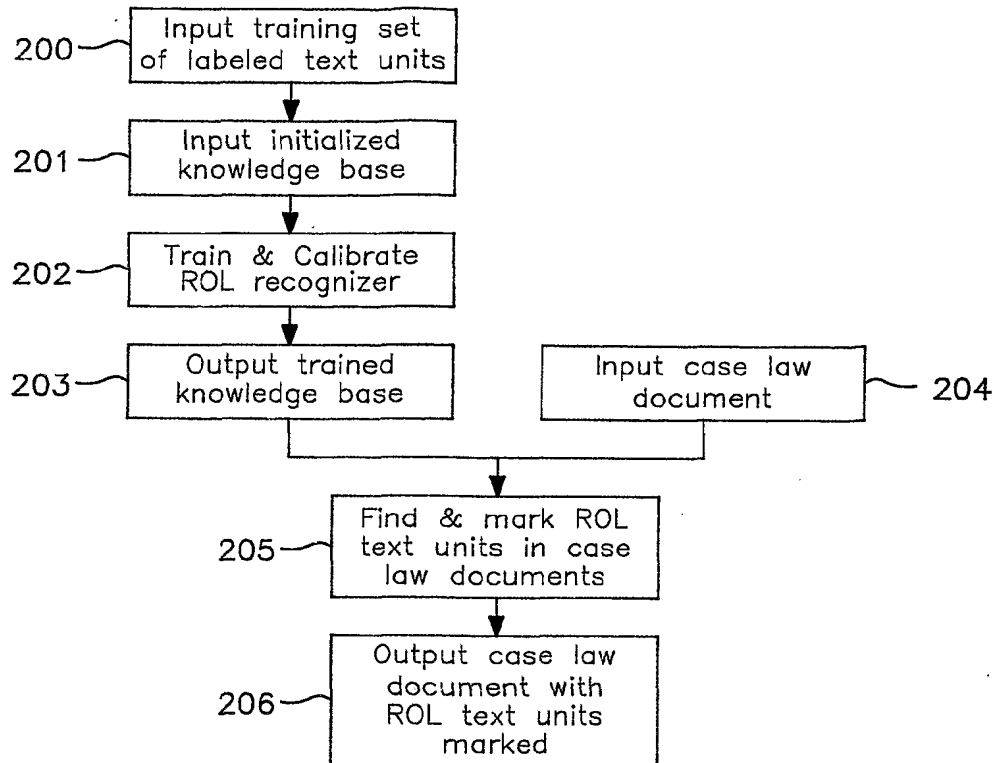 200
Input training set
of labeled text units
201
Input initialized
knowledge base
202
Train & Calibrate
ROL recognizer
203
Output trained
knowledge base
Input case law
document
204
205
Find & mark ROL
text units in case
law documents
206
Output case law
document with
ROL text units
marked